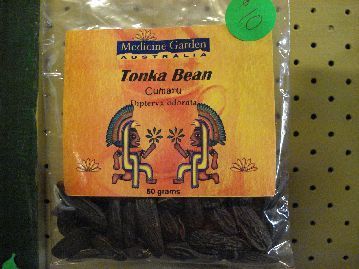 10
Medicine Garden
AUSTRALIA
Tonka Bean
Cumaru
Dipteryx odorata
50 grams